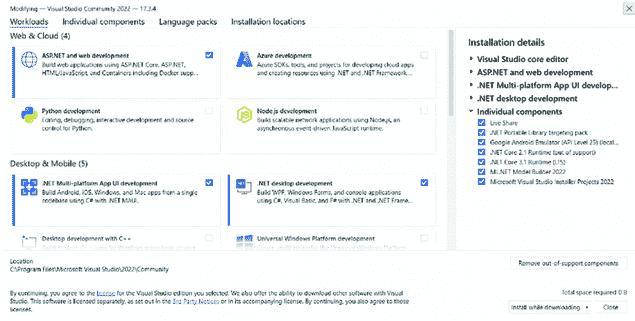 Modifying — Visual Studio Community 2022 — 17.3.4
Workloads Individual components Language packs Installation locations
Web & Cloud (4)
ASP.NET and web development
Build web applications using ASP.NET Core, ASP.NET,
HTML/JavaScript, and Containers including Docker supp...
Azure development
Azure SDKs, tools, and projects for developing cloud apps
and creating resources using .NET and .NET Framework....
Python development
Editing, debugging, interactive development and source
control for Python.
Node.js development
Build scalable network applications using Node.js, an
asynchronous event-driven JavaScript runtime.
Desktop & Mobile (5)
.NET Multi-platform App UI development
Build Android, iOS, Windows, and Mac apps from a single
codebase using C# with .NET MAUI.
.NET desktop development
Build WPF, Windows Forms, and console applications
using C#, Visual Basic, and F# with .NET and .NET Frame...
Desktop development with C++
Universal Windows Platform development
Installation details
Visual Studio core editor
ASP.NET and web development
.NET Multi-platform App UI develop...
.NET desktop development
Individual components
Live Share
.NET Portable Library targeting pack
Google Android Emulator (API Level 25) (local...
.NET Core 2.1 Runtime (out of support)
.NET Core 3.1 Runtime (LTS)
ML.NET Model Builder 2022
Microsoft Visual Studio Installer Projects 2022
Location
C:\Program Files\Microsoft Visual Studio\2022\Community
Remove out-of-support components
By continuing, you agree to the license for the Visual Studio edition you selected. We also offer the ability to download other software with Visual
Studio. This software is licensed separately, as set out in the 3rd Party Notices or in its accompanying license. By continuing, you also agree to those
licenses.
Total space required 0 B
Install while downloading
Close